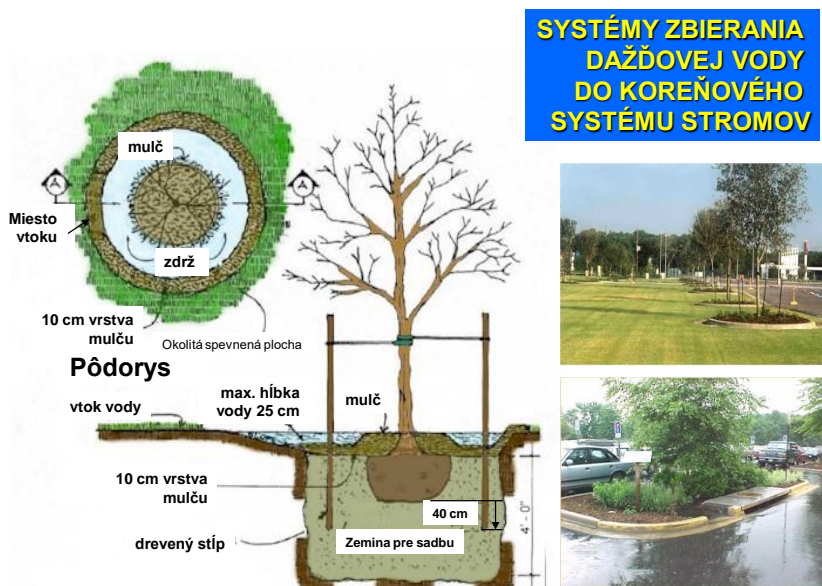 SYSTÉMY ZBIERANIA
DAŽĎOVEJ VODY
DO KOREŇOVÉHO
SYSTÉMU STROMOV
mulč
A
A
Miesto
vtoku
zdrž
10 cm vrstva
mulču
Okolitá spevnená plocha
Pôdorys
vtok vody
max. hĺbka
vody 25 cm
mulč
10 cm vrstva
mulču
40 cm
4'-0"
drevený stĺp
Zemina pre sadbu